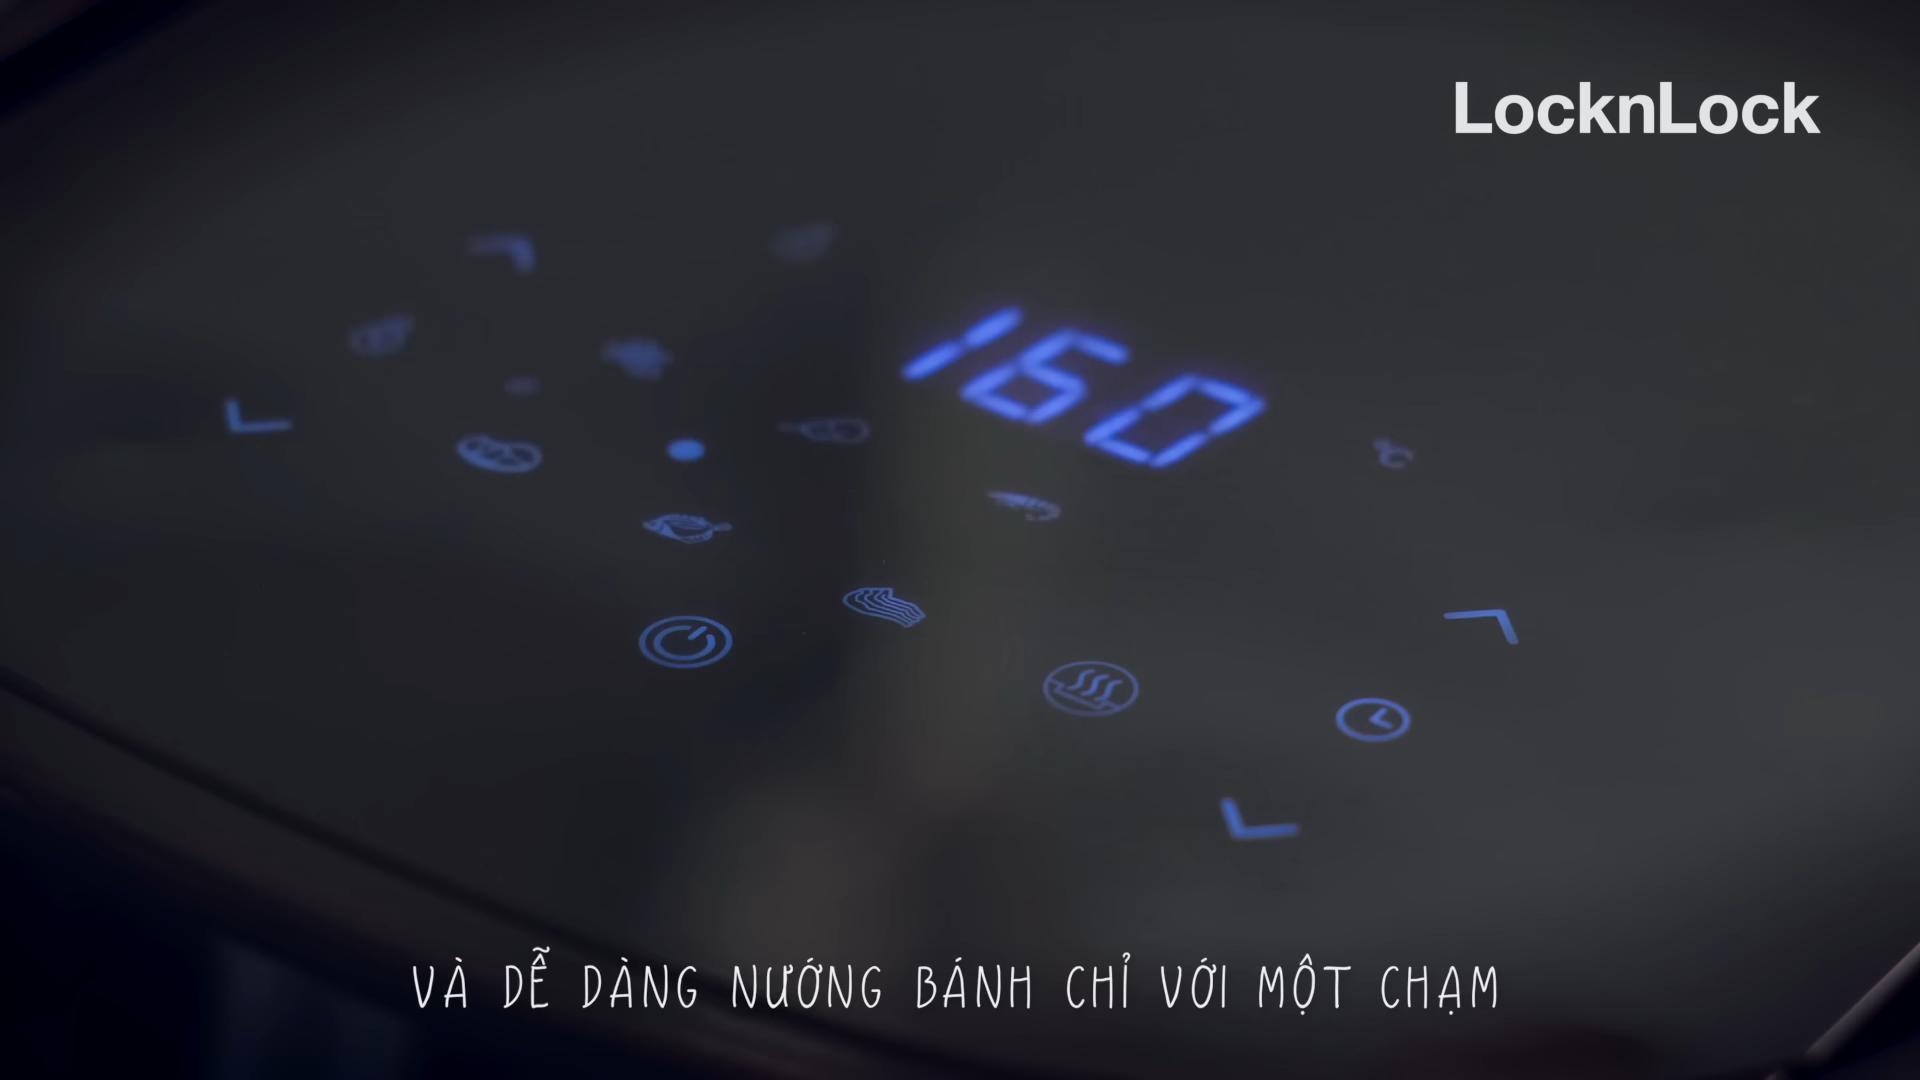 LocknLock
160
°C
VÀ DỄ DÀNG NƯỚNG BÁNH CHỈ VỚI MỘT CHẠM